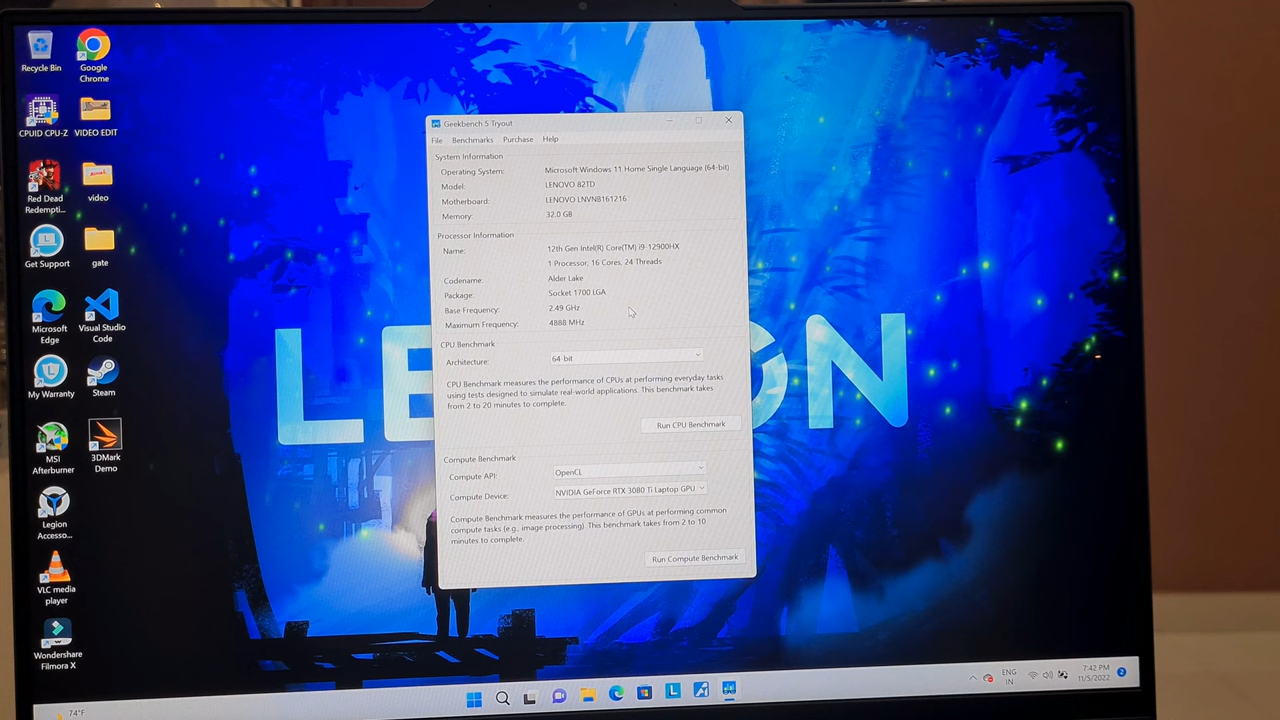 Recycle Bin
Google
Chrome
CPUID CPU-Z
VIDEO EDIT
Red Dead
Redempti...
video
Get Support
gate
Microsoft
Edge
Visual Studio
Code
My Warranty
Steam
MSI
Afterburner
3DMark
Demo
Legion
Accesso...
VLC media
player
Wondershare
Filmora X
Geekbench 5 Tryout
File Benchmarks Purchase Help
System Information
Operating System: Microsoft Windows 11 Home Single Language (64-bit)
Model: LENOVO 82TD
Motherboard: LENOVO LNVNB161216
Memory: 32.0 GB
Processor Information
Name: 12th Gen Intel(R) Core(TM) i9-12900HX
1 Processor, 16 Cores, 24 Threads
Codename: Alder Lake
Package: Socket 1700 LGA
Base Frequency: 2.49 GHz
Maximum Frequency: 4888 MHz
CPU Benchmark
Architecture: 64-bit
CPU Benchmark measures the performance of CPUs at performing everyday tasks
using tests designed to simulate real-world applications. This benchmark takes
from 2 to 20 minutes to complete.
Run CPU Benchmark
Compute Benchmark
Compute API: OpenCL
Compute Device: NVIDIA GeForce RTX 3080 Ti Laptop GPU
Compute Benchmark measures the performance of GPUs at performing common
compute tasks (e.g., image processing). This benchmark takes from 2 to 10
minutes to complete.
Run Compute Benchmark
LE ON
74°F
ENG
IN
7:42 PM
11/5/2022
2